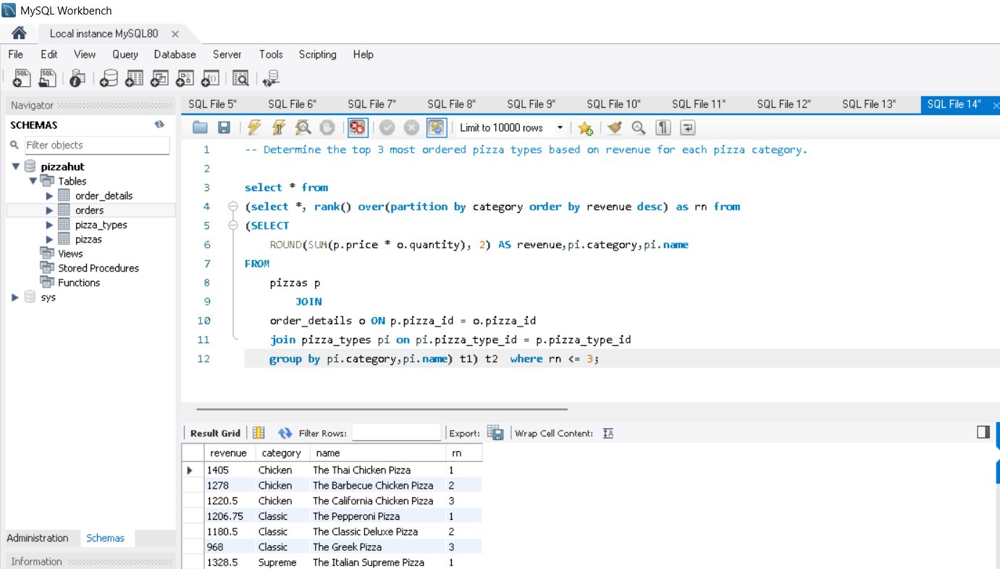 MySQL Workbench
Local instance MySQL80
File Edit View Query Database Server Tools Scripting Help
SQL SQL
Navigator
SQL File 5* SQL File 6* SQL File 7* SQL File 8* SQL File 9* SQL File 10* SQL File 11* SQL File 12* SQL File 13* SQL File 14*
SCHEMAS
Limit to 10000 rows
Filter objects
pizzahut
Tables
order_details
orders
pizza_types
pizzas
Views
Stored Procedures
Functions
sys
1 -- Determine the top 3 most ordered pizza types based on revenue for each pizza category.
2
3 select * from
4 (select *, rank() over(partition by category order by revenue desc) as rn from
5 (SELECT
6 ROUND(SUM(p.price * o.quantity), 2) AS revenue,pi.category,pi.name
7 FROM
8 pizzas p
9 JOIN
10 order_details o ON p.pizza_id = o.pizza_id
11 join pizza_types pi on pi.pizza_type_id = p.pizza_type_id
12 group by pi.category,pi.name) t1) t2 where rn <= 3;
Result Grid Filter Rows: Export: Wrap Cell Content:
revenue category name rn
1405 Chicken The Thai Chicken Pizza 1
1278 Chicken The Barbecue Chicken Pizza 2
1220.5 Chicken The California Chicken Pizza 3
1206.75 Classic The Pepperoni Pizza 1
1180.5 Classic The Classic Deluxe Pizza 2
968 Classic The Greek Pizza 3
1328.5 Supreme The Italian Supreme Pizza 1
Administration Schemas
Information